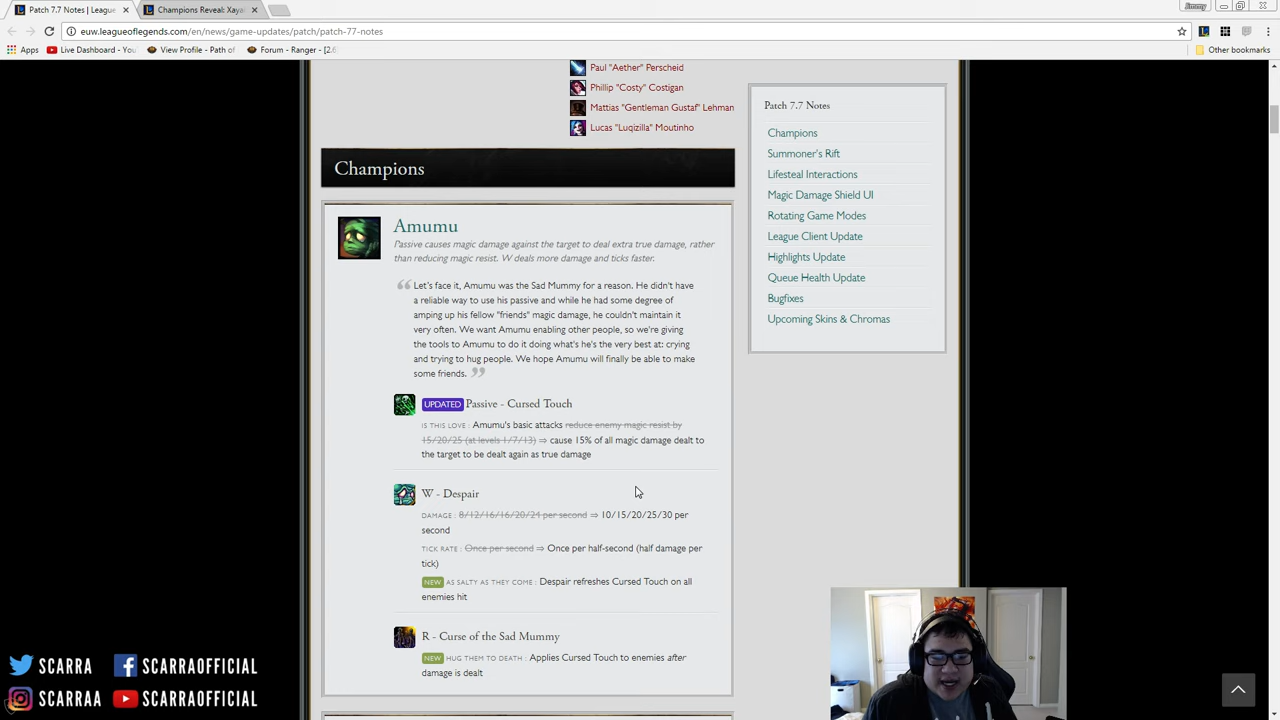 Patch 7.7 Notes | Leagu
Champions Reveal: Xaya
Jimmy
euw.leagueoflegends.com/en/news/game-updates/patch/patch-77-notes
Apps
Live Dashboard - You
View Profile - Path of
Forum - Ranger - [2.6
Other bookmarks
Paul "Aether" Perscheid
Phillip "Costy" Costigan
Mattias "Gentleman Gustaf" Lehman
Lucas "Luqizilla" Moutinho
Champions
Amumu
Passive causes magic damage against the target to deal extra true damage, rather
than reducing magic resist. W deals more damage and ticks faster.
Let's face it, Amumu was the Sad Mummy for a reason. He didn't have
a reliable way to use his passive and while he had some degree of
amping up his fellow "friends" magic damage, he couldn't maintain it
very often. We want Amumu enabling other people, so we're giving
the tools to Amumu to do it doing what's he's the very best at: crying
and trying to hug people. We hope Amumu will finally be able to make
some friends.
UPDATED Passive - Cursed Touch
IS THIS LOVE : Amumu's basic attacks reduce enemy magic resist by
15/20/25 (at levels 1/7/13) ⇒ cause 15% of all magic damage dealt to
the target to be dealt again as true damage
W - Despair
DAMAGE : 8/12/16/16/20/24 per second ⇒ 10/15/20/25/30 per
second
TICK RATE : Once per second ⇒ Once per half-second (half damage per
tick)
NEW AS SALTY AS THEY COME : Despair refreshes Cursed Touch on all
enemies hit
R - Curse of the Sad Mummy
NEW HUG THEM TO DEATH : Applies Cursed Touch to enemies after
damage is dealt
Patch 7.7 Notes
Champions
Summoner's Rift
Lifesteal Interactions
Magic Damage Shield UI
Rotating Game Modes
League Client Update
Highlights Update
Queue Health Update
Bugfixes
Upcoming Skins & Chromas
SCARRA
SCARRAOFFICIAL
SCARRAA
SCARRAOFFICIAL